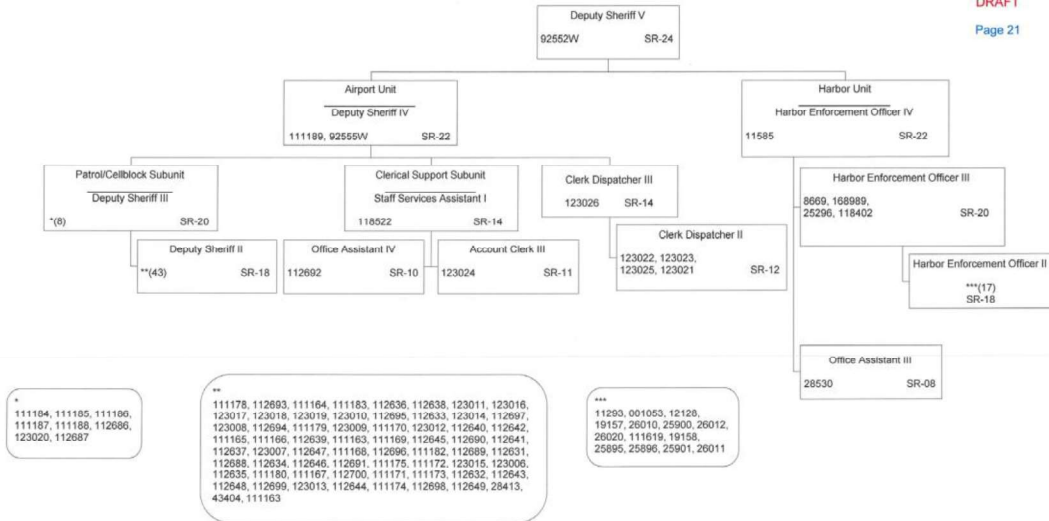 DRAFT
Page 21
Deputy Sheriff V
92552W SR-24
Airport Unit
Deputy Sheriff IV
111189, 92555W SR-22
Harbor Unit
Harbor Enforcement Officer IV
11585 SR-22
Patrol/Cellblock Subunit
Deputy Sheriff III
*(8) SR-20
Clerical Support Subunit
Staff Services Assistant I
118522 SR-14
Clerk Dispatcher III
123026 SR-14
Harbor Enforcement Officer III
8669, 168989,
25296, 118402 SR-20
Deputy Sheriff II
**(43) SR-18
Office Assistant IV
112692 SR-10
Account Clerk III
123024 SR-11
Clerk Dispatcher II
123022, 123023,
123025, 123021 SR-12
Harbor Enforcement Officer II
***(17)
SR-18
Office Assistant III
28530 SR-08
*
111184, 111185, 111186,
111187, 111188, 112686,
123020, 112687
**
111178, 112693, 111164, 111183, 112636, 112638, 123011, 123016,
123017, 123018, 123019, 123010, 112695, 112633, 123014, 112697,
123008, 112694, 111179, 123009, 111170, 123012, 112640, 112642,
111165, 111166, 112639, 111163, 111169, 112645, 112690, 112641,
112637, 123007, 112647, 111168, 112696, 111182, 112689, 112631,
112688, 112634, 112646, 112691, 111175, 111172, 123015, 123006,
112635, 111180, 111167, 112700, 111171, 111173, 112632, 112643,
112648, 112699, 123013, 112644, 111174, 112698, 112649, 28413,
43404, 111163
***
11293, 001053, 12128,
19157, 26010, 25900, 26012,
26020, 111619, 19158,
25895, 25896, 25901, 26011